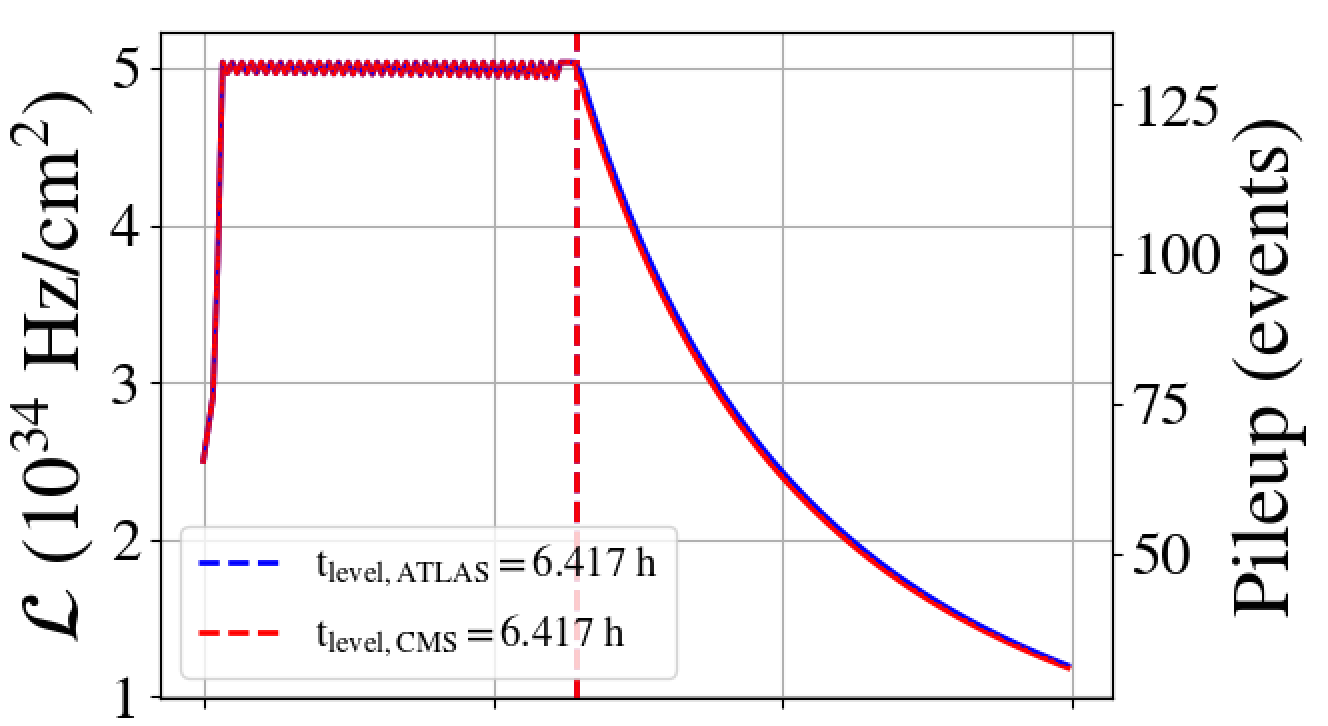 ℒ (10³⁴ Hz/cm²)
5
4
3
2
1
t_level, ATLAS = 6.417 h
t_level, CMS = 6.417 h
125
100
75
50
Pileup (events)